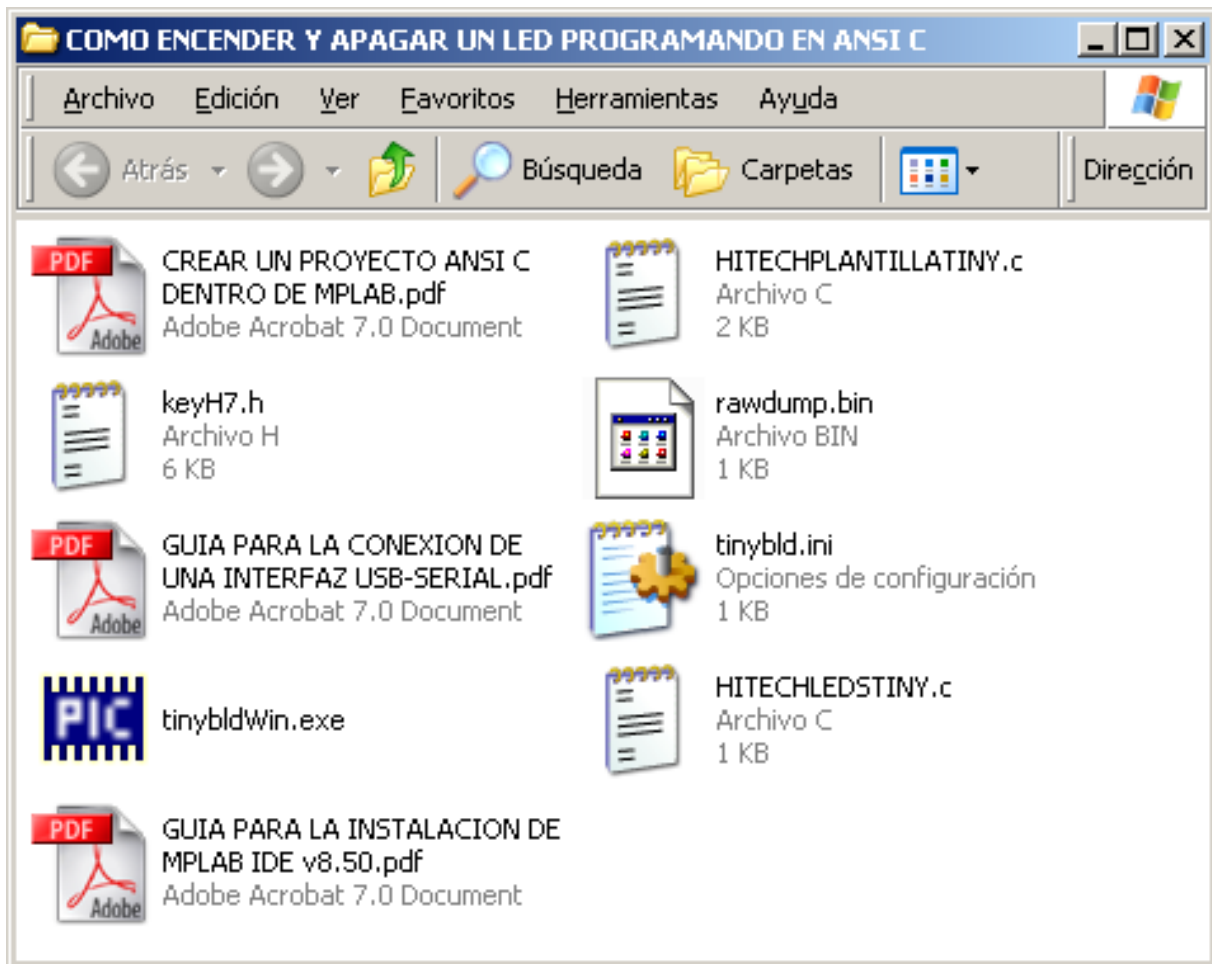 COMO ENCENDER Y APAGAR UN LED PROGRAMANDO EN ANSI C
Archivo Edición Ver Favoritos Herramientas Ayuda
Atrás Búsqueda Carpetas Dirección
PDF
Adobe
CREAR UN PROYECTO ANSI C
DENTRO DE MPLAB.pdf
Adobe Acrobat 7.0 Document
HITECHPLANTILLATINY.c
Archivo C
2 KB
keyH7.h
Archivo H
6 KB
rawdump.bin
Archivo BIN
1 KB
PDF
Adobe
GUIA PARA LA CONEXION DE
UNA INTERFAZ USB-SERIAL.pdf
Adobe Acrobat 7.0 Document
tinybld.ini
Opciones de configuración
1 KB
PIC
tinybldWin.exe
HITECHLEDSTINY.c
Archivo C
1 KB
PDF
Adobe
GUIA PARA LA INSTALACION DE
MPLAB IDE v8.50.pdf
Adobe Acrobat 7.0 Document